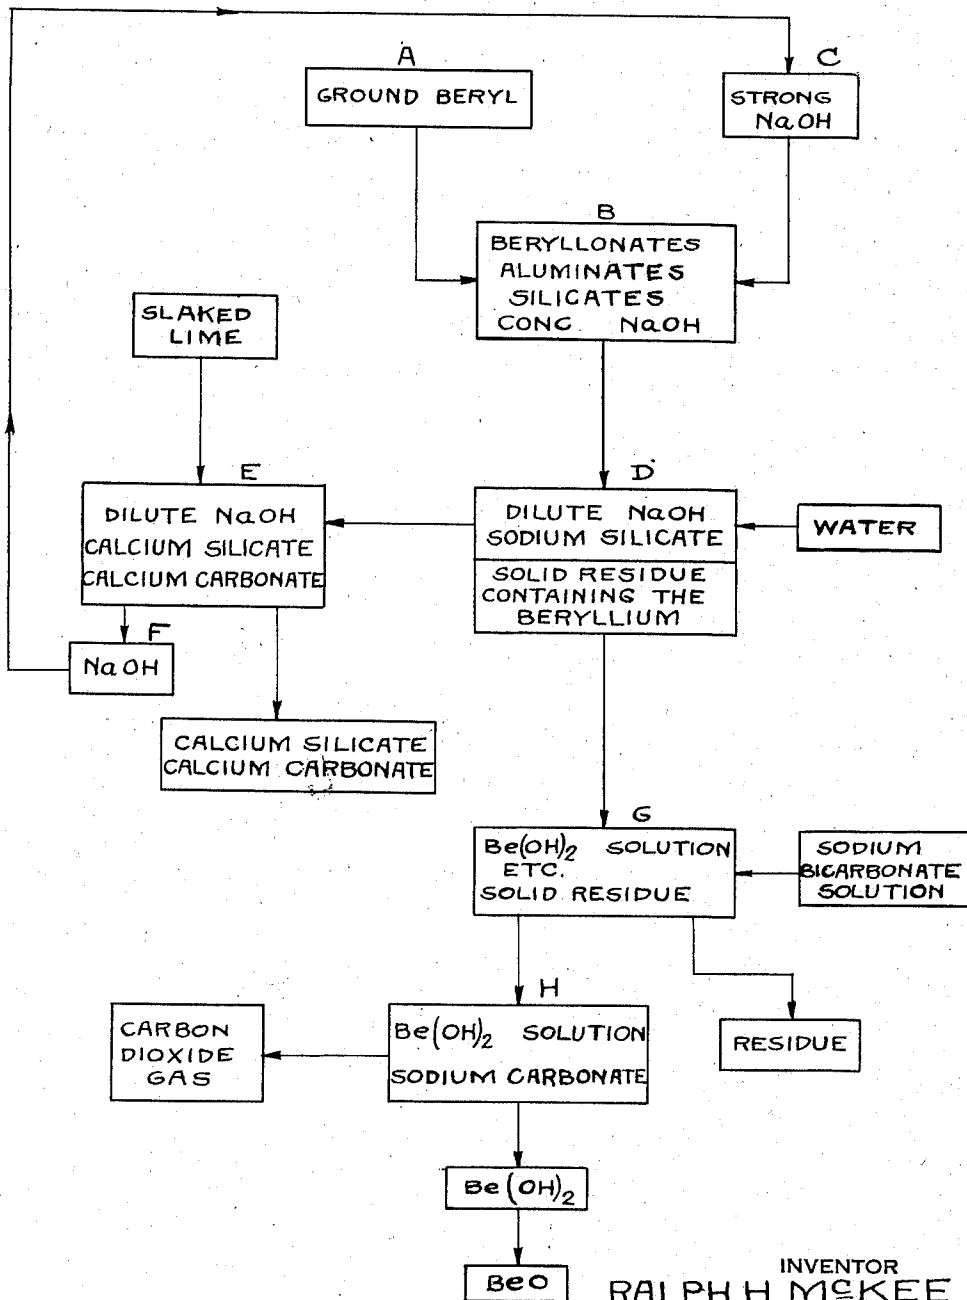 A
GROUND BERYL
C
STRONG
NaOH
B
BERYLLONATES
ALUMINATES
SILICATES
CONC. NaOH
SLAKED
LIME
E
DILUTE NaOH
CALCIUM SILICATE
CALCIUM CARBONATE
D
DILUTE NaOH
SODIUM SILICATE
SOLID RESIDUE
CONTAINING THE
BERYLLIUM
WATER
F
NaOH
CALCIUM SILICATE
CALCIUM CARBONATE
G
Be(OH)₂ SOLUTION
ETC.
SOLID RESIDUE
SODIUM
BICARBONATE
SOLUTION
H
Be(OH)₂ SOLUTION
SODIUM CARBONATE
CARBON
DIOXIDE
GAS
RESIDUE
Be(OH)₂
BeO
INVENTOR
RALPH H McKEE